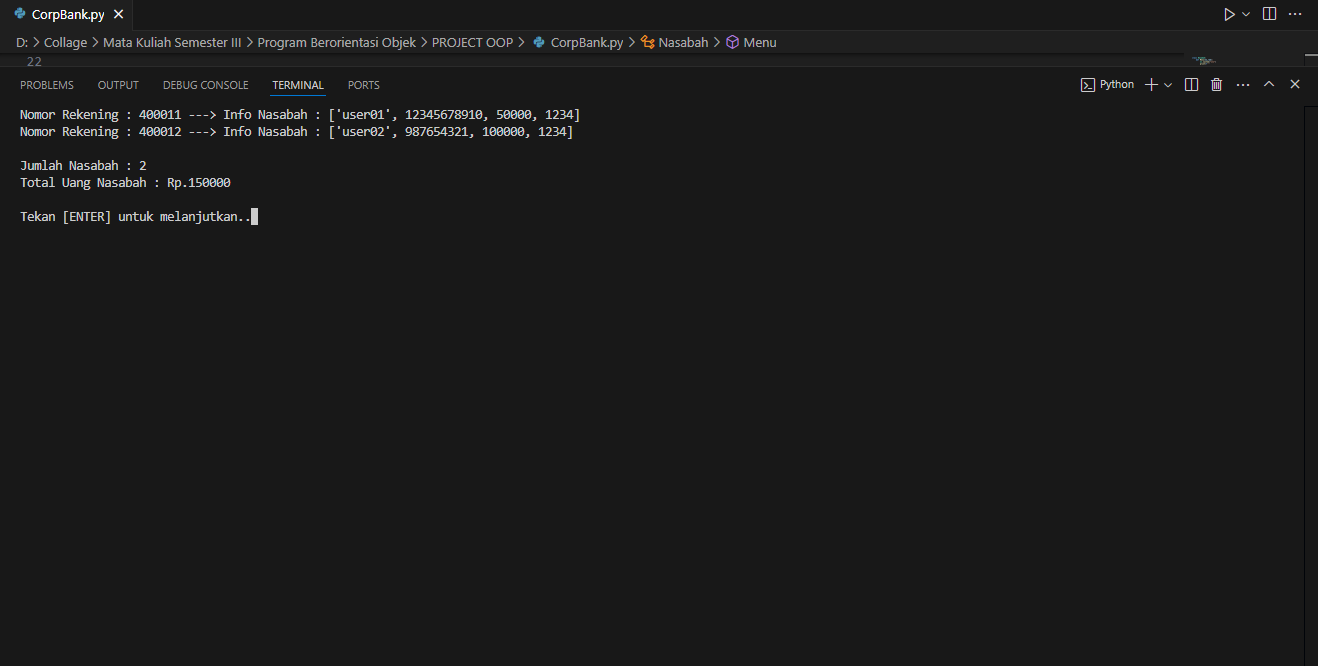 CorpBank.py
D: > Collage > Mata Kuliah Semester III > Program Berorientasi Objek > PROJECT OOP > CorpBank.py > Nasabah > Menu
22
PROBLEMS OUTPUT DEBUG CONSOLE TERMINAL PORTS Python
Nomor Rekening : 400011 ---> Info Nasabah : ['user01', 12345678910, 50000, 1234]
Nomor Rekening : 400012 ---> Info Nasabah : ['user02', 987654321, 100000, 1234]
Jumlah Nasabah : 2
Total Uang Nasabah : Rp.150000
Tekan [ENTER] untuk melanjutkan..